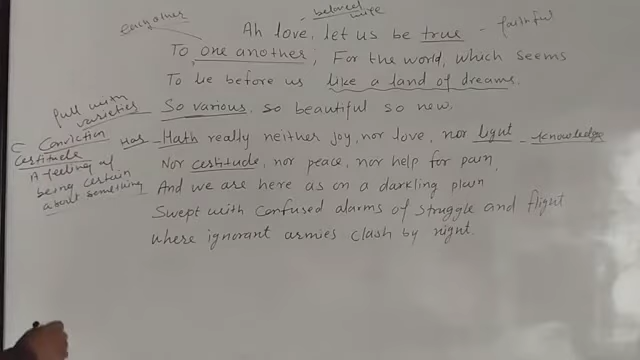 - beloved
wife
each other
Ah love, let us be true - faithful
To one another, For the world, which seems
To lie before us like a land of dreams.
Full with
varieties
So various, so beautiful so new,
C Conviction
Has - Hath really neither joy, nor love, nor light - knowledge
Certitude
Nor certitude, nor peace, nor help for pain,
A feeling of
being certain
about something
And we are here as on a darkling plain
Swept with confused alarms of struggle and flight
where ignorant armies clash by night.